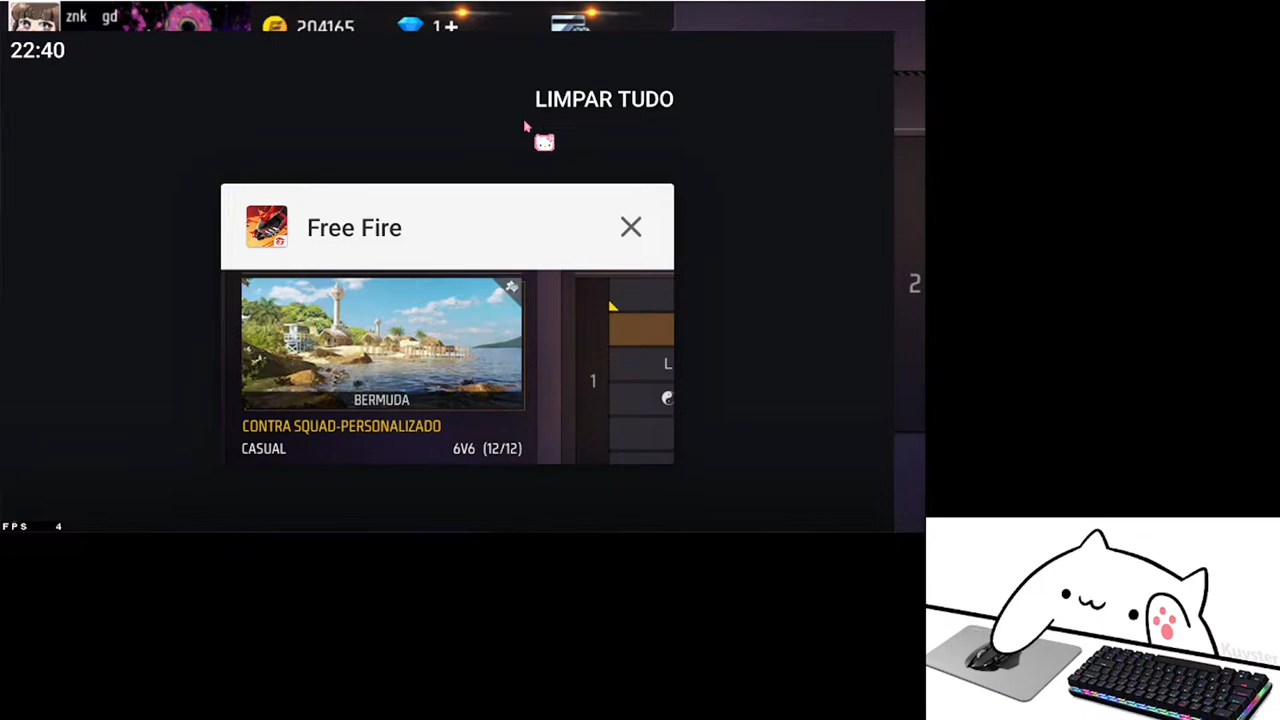 znk gd
204165
1+
22:40
LIMPAR TUDO
Free Fire
BERMUDA
CONTRA SQUAD-PERSONALIZADO
CASUAL
6V6 (12/12)
1
L
2
FPS 4
Kuyster